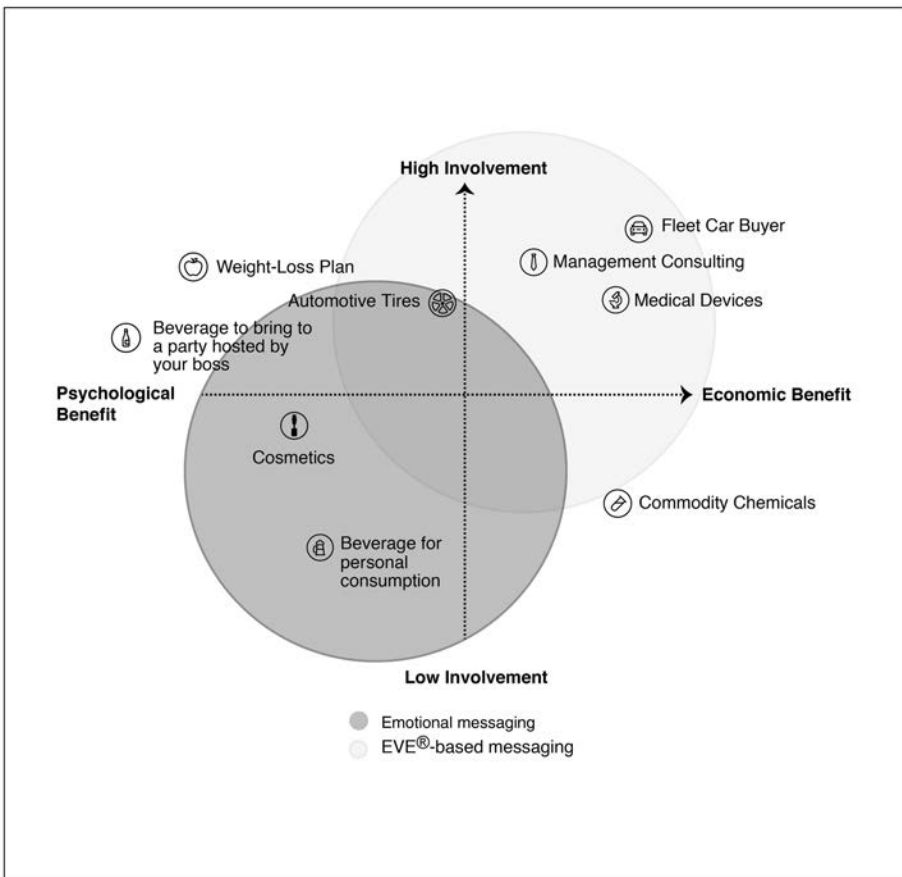 High Involvement
Fleet Car Buyer
Management Consulting
Weight-Loss Plan
Automotive Tires
Medical Devices
Beverage to bring to
a party hosted by
your boss
Psychological
Benefit
Economic Benefit
Cosmetics
Commodity Chemicals
Beverage for
personal
consumption
Low Involvement
Emotional messaging
EVE®-based messaging